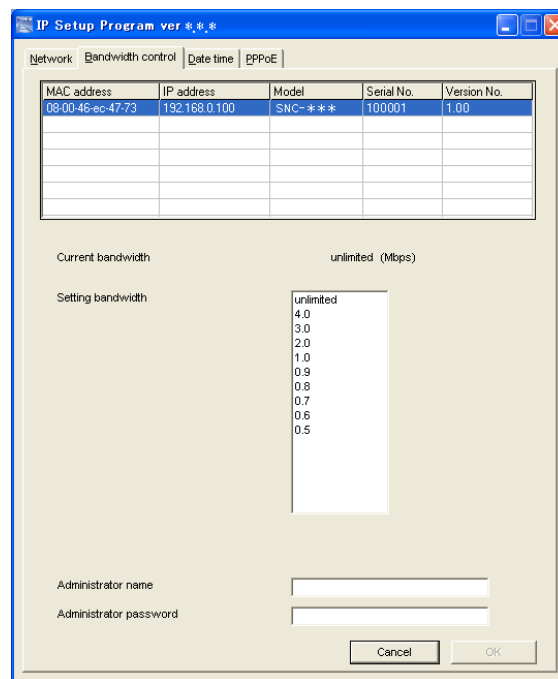 IP Setup Program ver *.*.*
Network Bandwidth control Date time PPPoE
MAC address IP address Model Serial No. Version No.
08-00-46-ec-47-73 192.168.0.100 SNC-*** 100001 1.00
Current bandwidth unlimited (Mbps)
Setting bandwidth
unlimited
4.0
3.0
2.0
1.0
0.9
0.8
0.7
0.6
0.5
Administrator name
Administrator password
Cancel OK